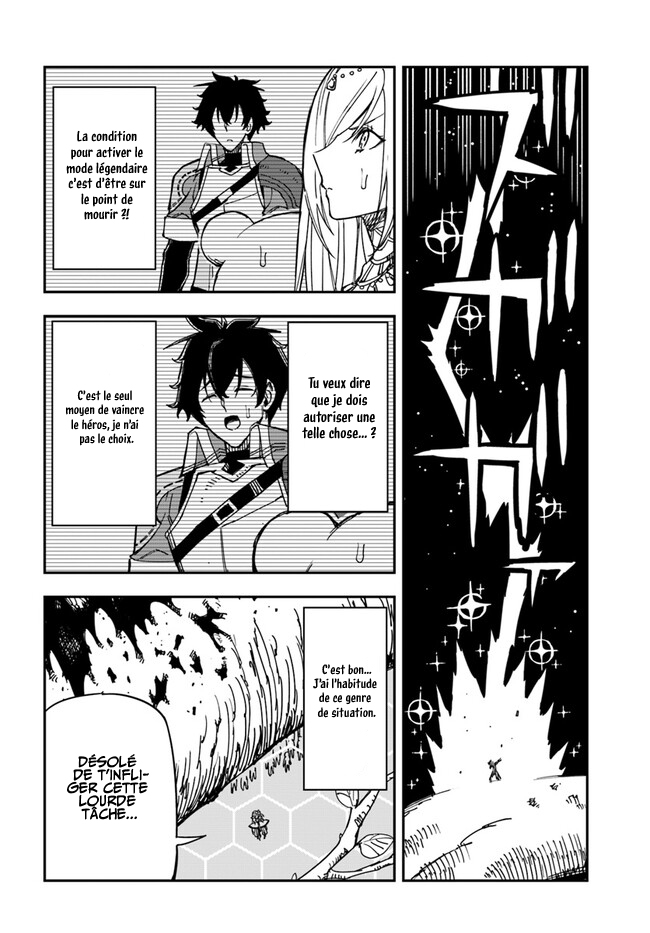 La condition
pour activer le
mode légendaire
c'est d'être sur
le point de
mourir ?!
Tu veux dire
que je dois
autoriser une
telle chose... ?
C'est le seul
moyen de vaincre
le héros, je n'ai
pas le choix.
C'est bon...
J'ai l'habitude
de ce genre
de situation.
DÉSOLÉ
DE T'INFLI-
GER CETTE
LOURDE
TÂCHE...